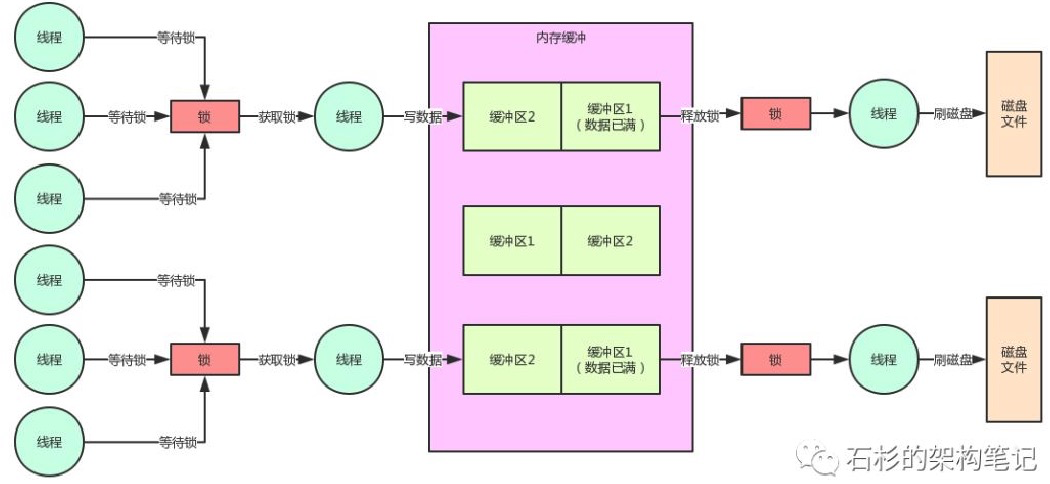 内存缓冲
线程
等待锁
线程
等待锁
锁
获取锁
线程
写数据
缓冲区2
缓冲区1
（数据已满）
释放锁
锁
线程
刷磁盘
磁盘
文件
线程
等待锁
缓冲区1
缓冲区2
线程
等待锁
线程
等待锁
锁
获取锁
线程
写数据
缓冲区2
缓冲区1
（数据已满）
释放锁
锁
线程
刷磁盘
磁盘
文件
线程
等待锁
石杉的架构笔记